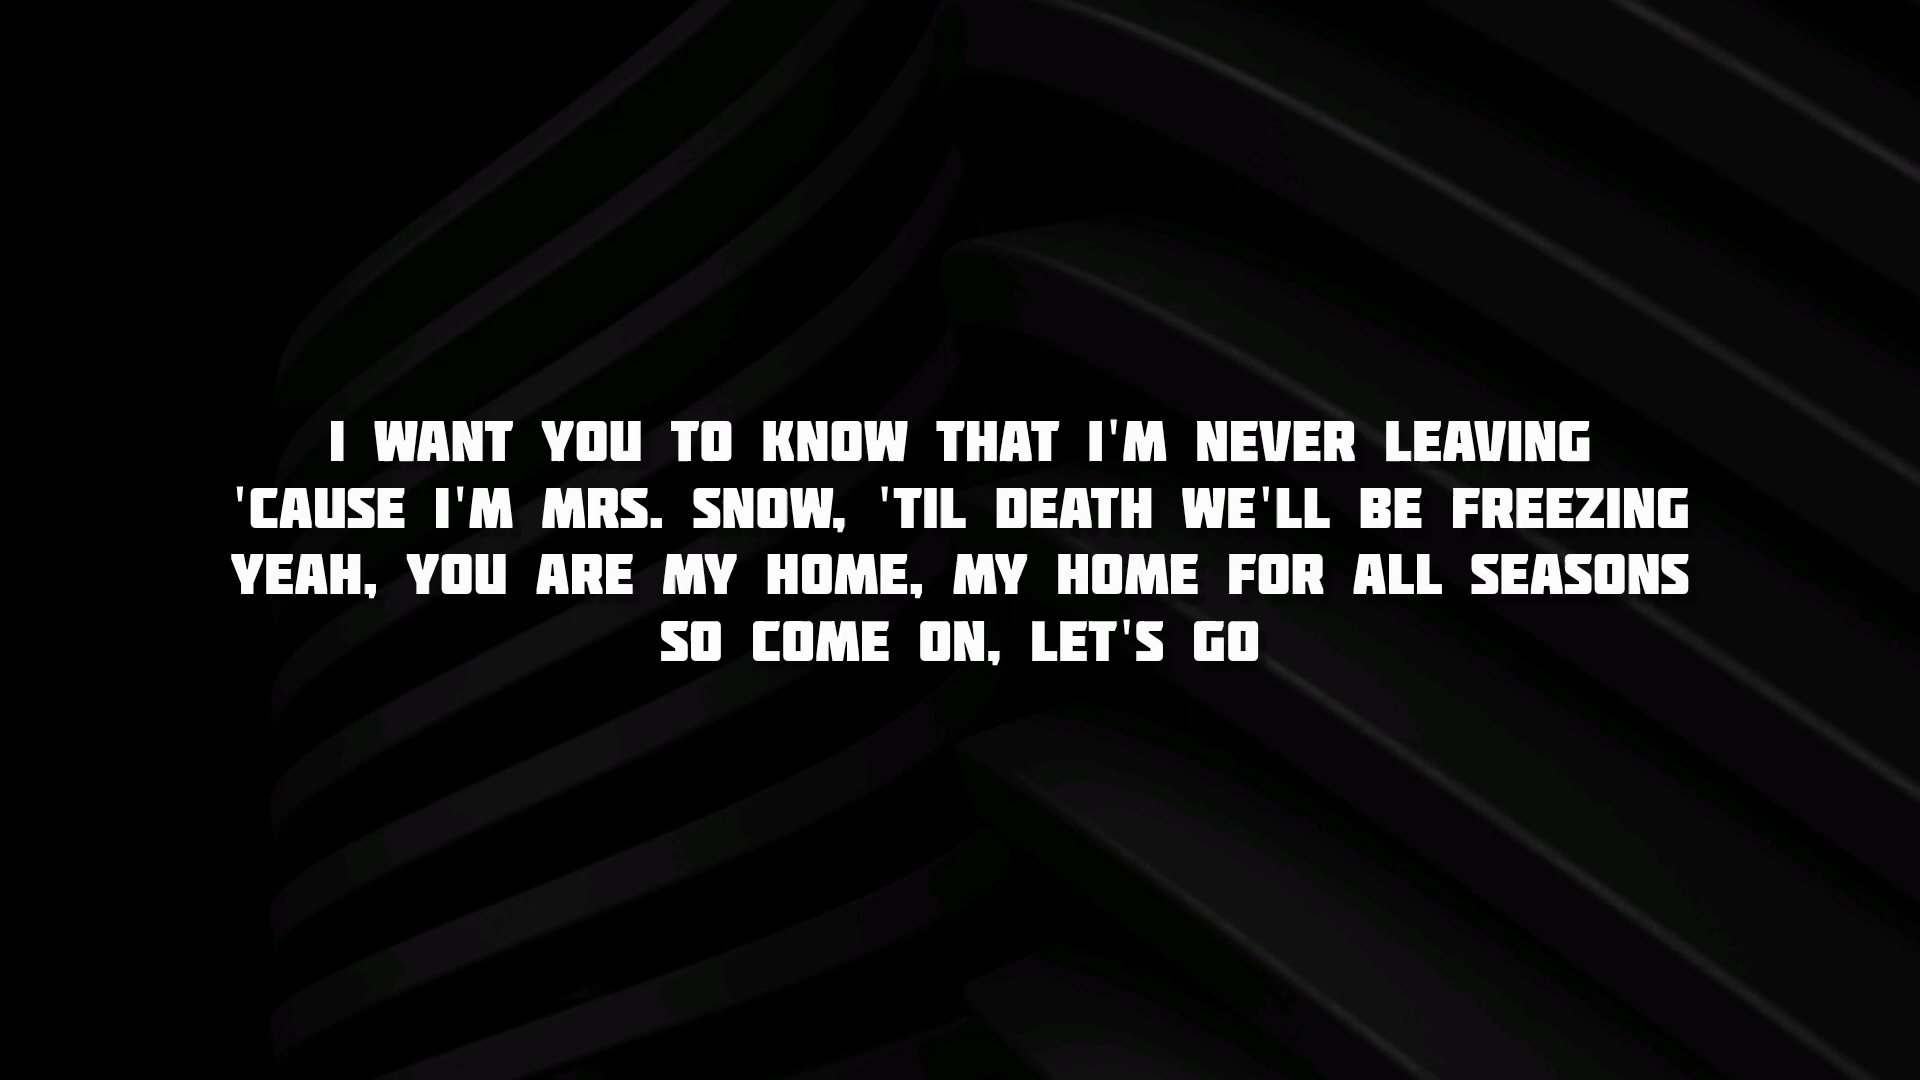 I WANT YOU TO KNOW THAT I'M NEVER LEAVING
'CAUSE I'M MRS. SNOW, 'TIL DEATH WE'LL BE FREEZING
YEAH, YOU ARE MY HOME, MY HOME FOR ALL SEASONS
SO COME ON, LET'S GO